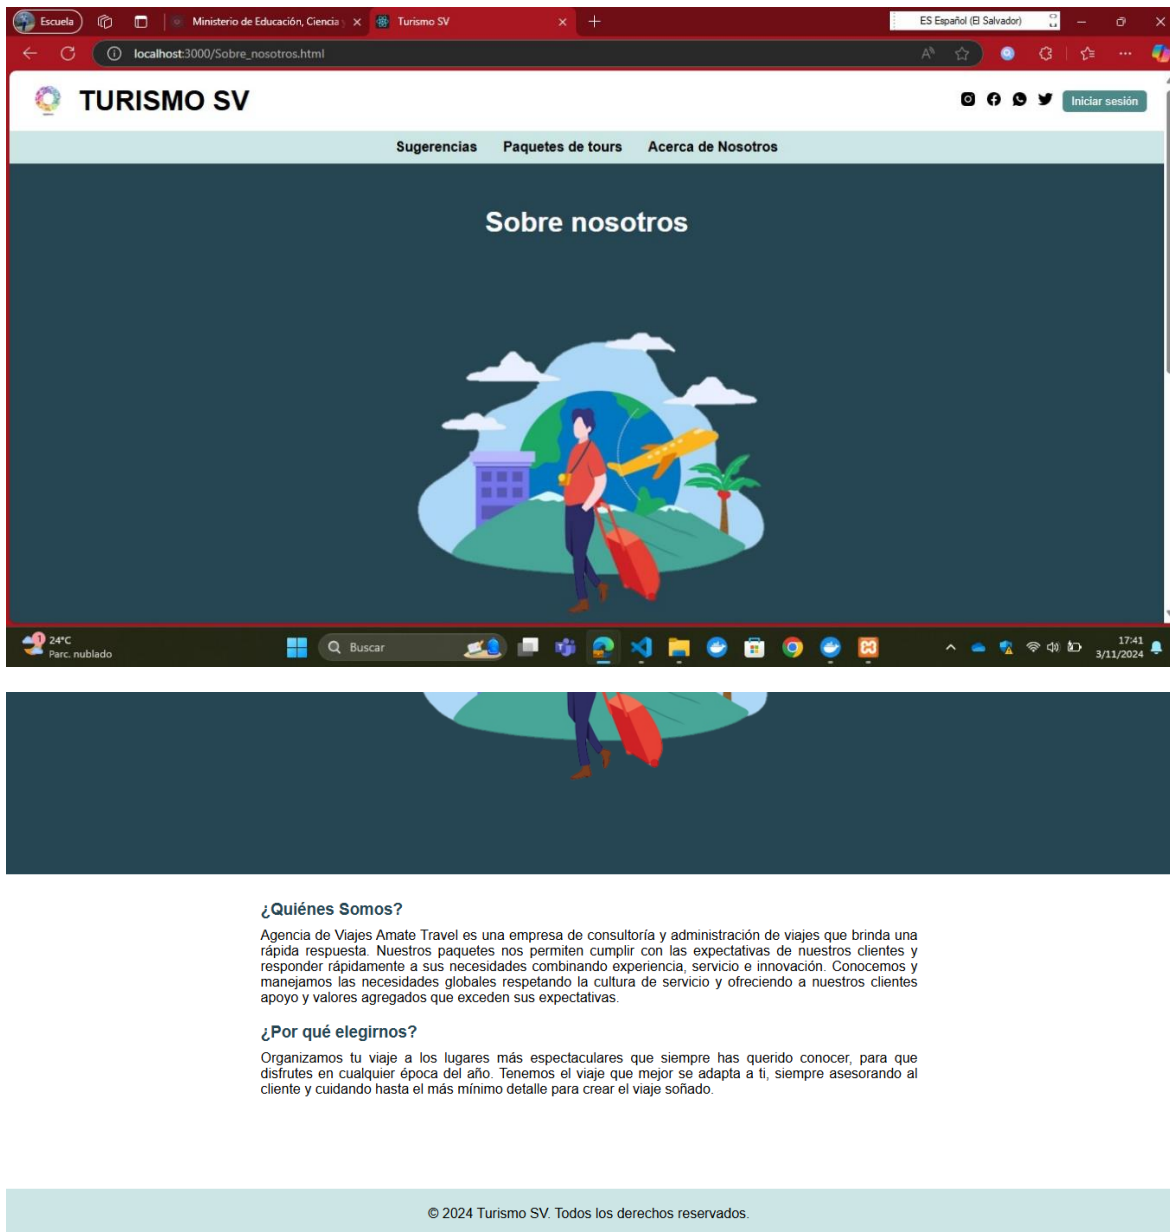 Escuela
Ministerio de Educación, Ciencia y
Turismo SV
ES Español (El Salvador)
localhost:3000/Sobre_nosotros.html
TURISMO SV
Iniciar sesión
Sugerencias Paquetes de tours Acerca de Nosotros
Sobre nosotros
1
24°C
Parc. nublado
Buscar
17:41
3/11/2024
¿Quiénes Somos?
Agencia de Viajes Amate Travel es una empresa de consultoría y administración de viajes que brinda una
rápida respuesta. Nuestros paquetes nos permiten cumplir con las expectativas de nuestros clientes y
responder rápidamente a sus necesidades combinando experiencia, servicio e innovación. Conocemos y
manejamos las necesidades globales respetando la cultura de servicio y ofreciendo a nuestros clientes
apoyo y valores agregados que exceden sus expectativas.
¿Por qué elegirnos?
Organizamos tu viaje a los lugares más espectaculares que siempre has querido conocer, para que
disfrutes en cualquier época del año. Tenemos el viaje que mejor se adapta a ti, siempre asesorando al
cliente y cuidando hasta el más mínimo detalle para crear el viaje soñado.
© 2024 Turismo SV. Todos los derechos reservados.